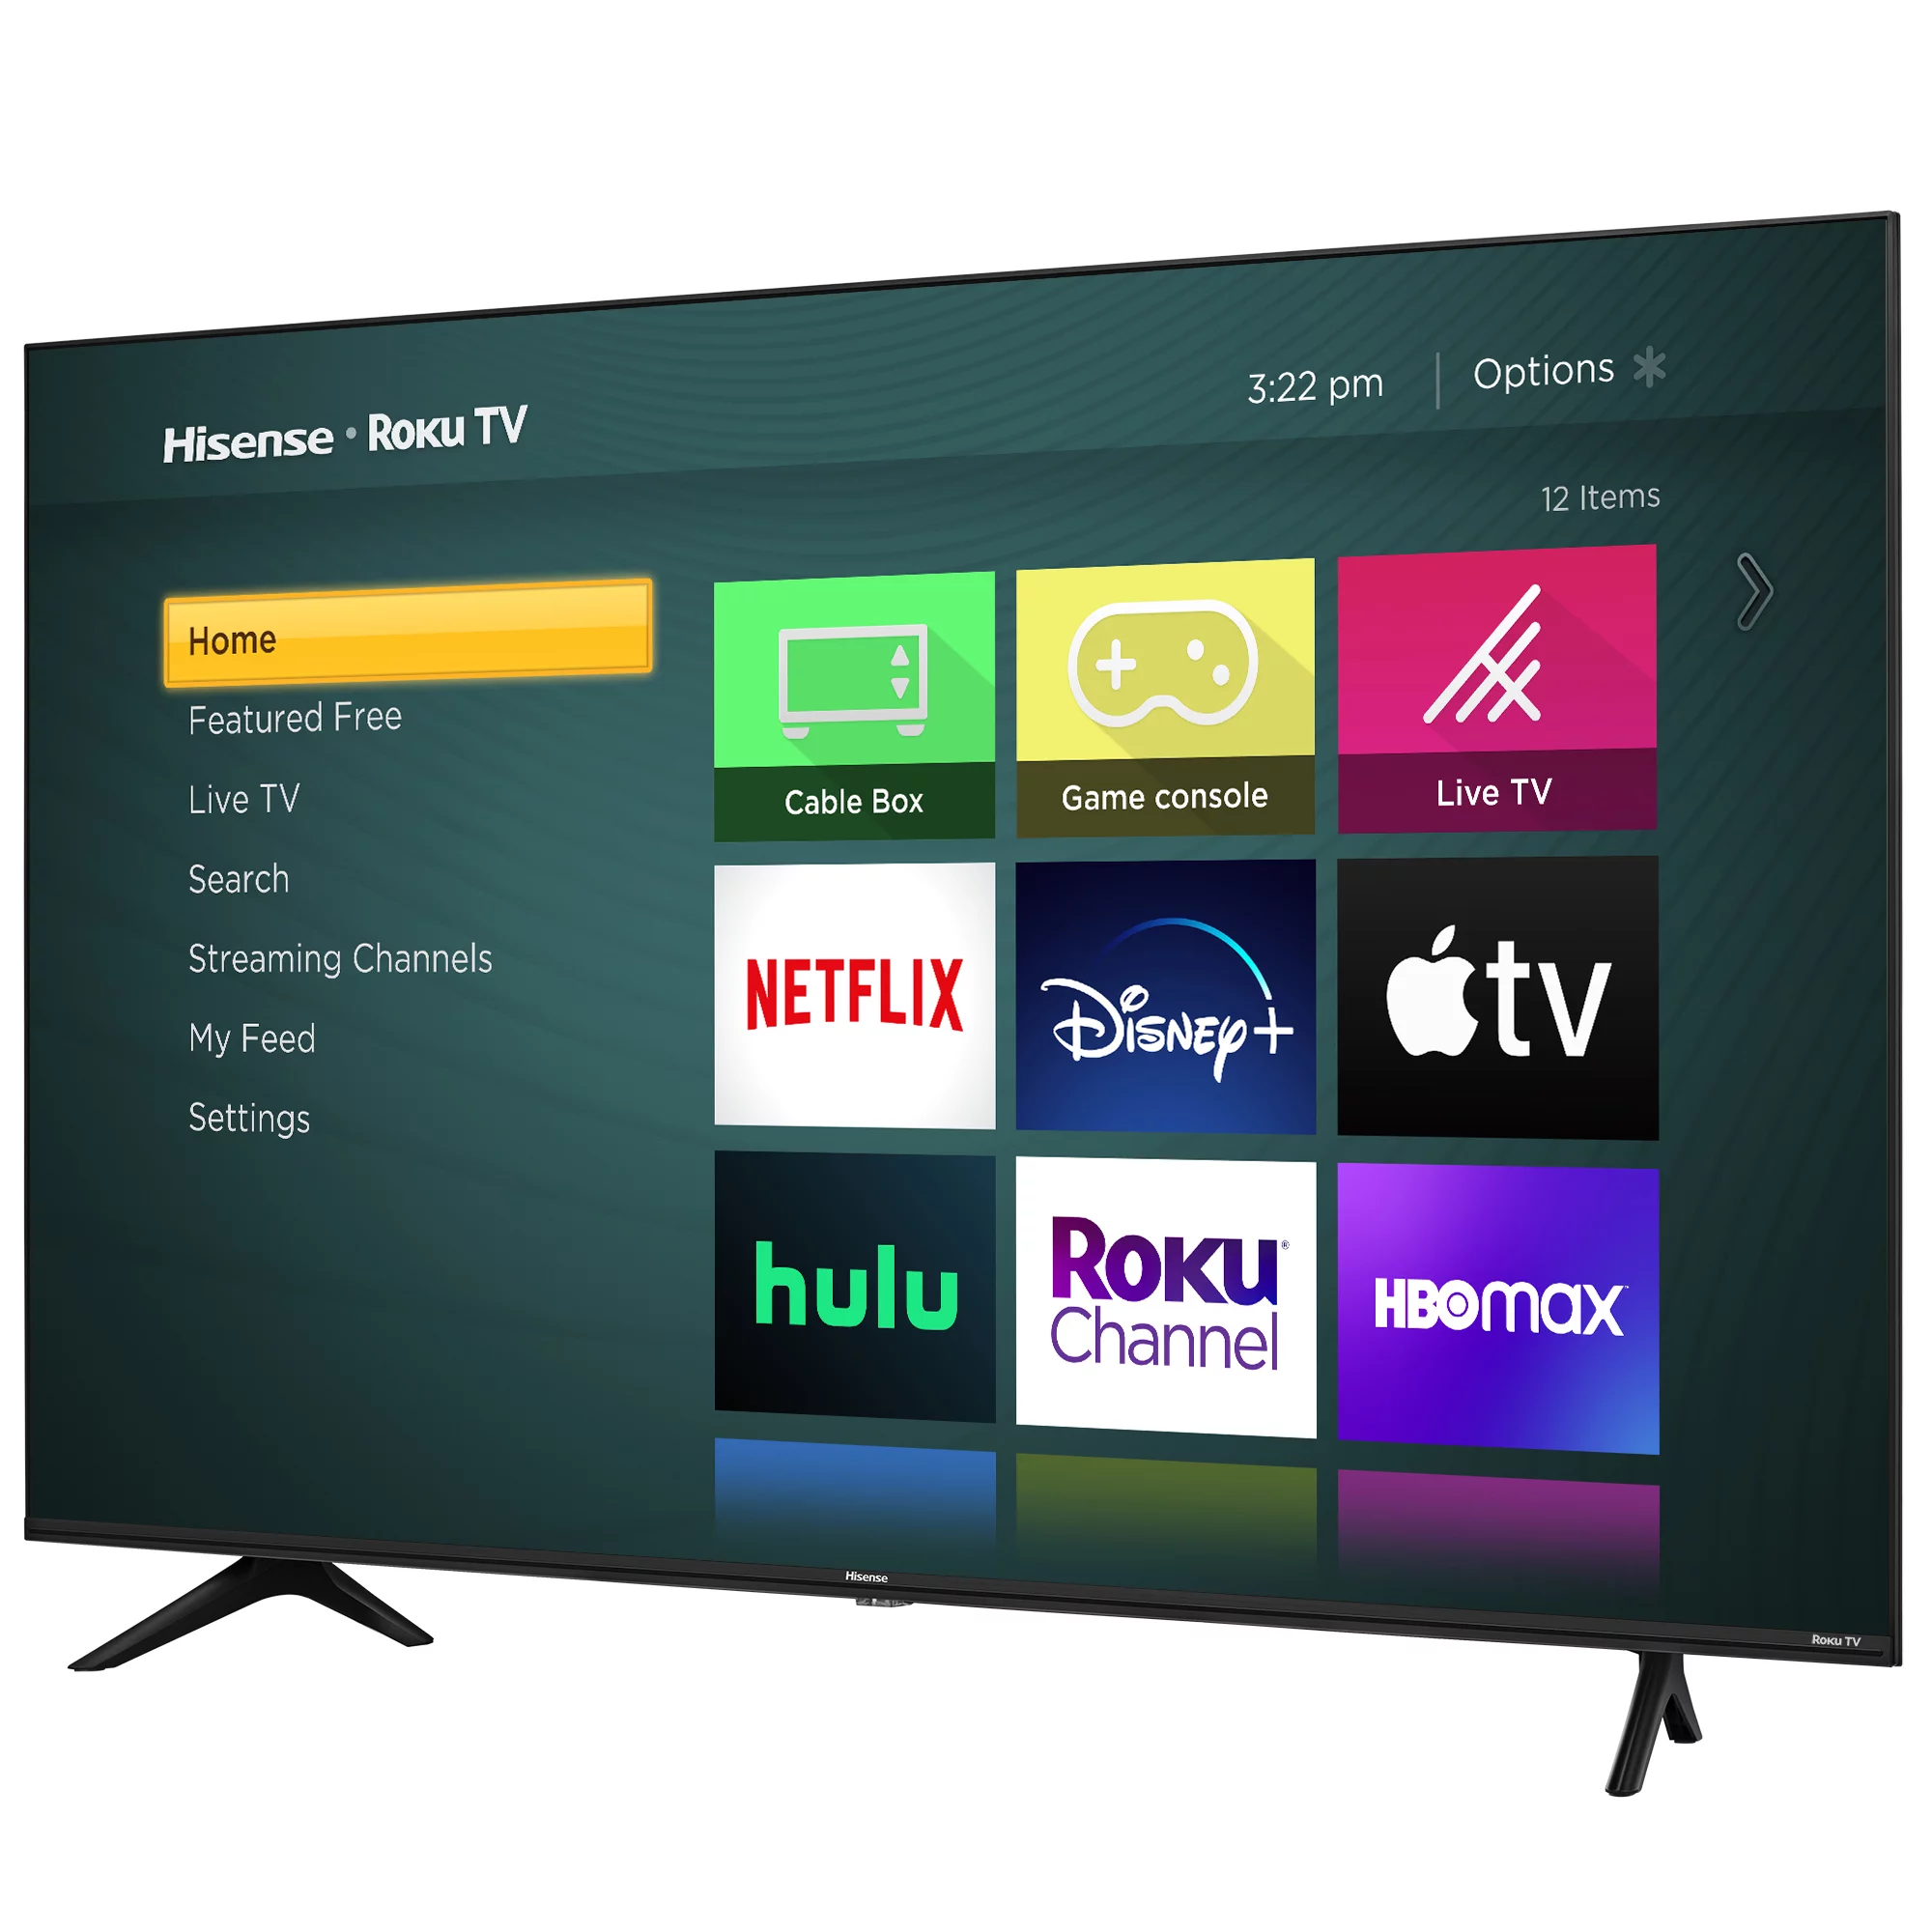 Hisense • Roku TV
3:22 pm | Options *
12 Items
Home
Featured Free
Live TV
Search
Streaming Channels
My Feed
Settings
Cable Box
Game console
Live TV
NETFLIX
Disney+
tv
hulu
Roku®
Channel
HBOmax™
Hisense
Roku TV